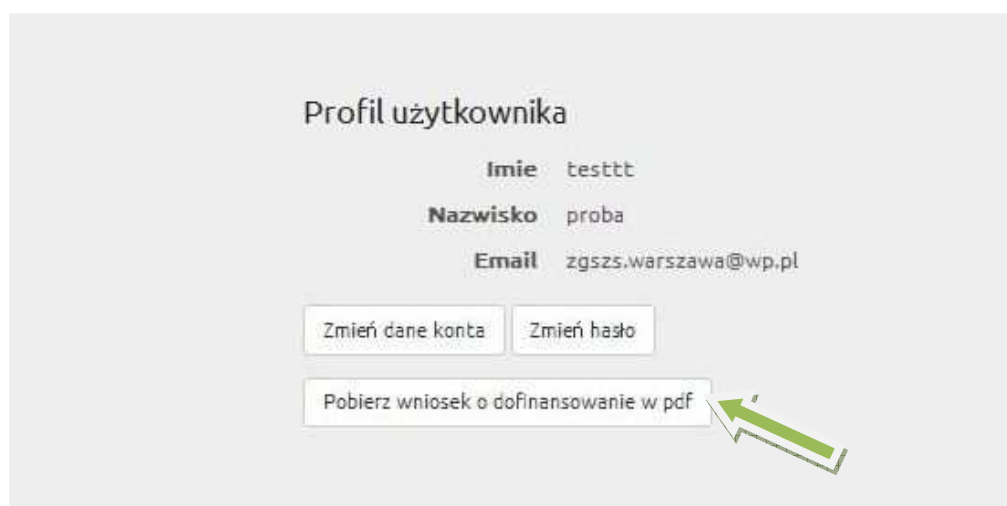 Profil użytkownika
Imie testtt
Nazwisko proba
Email zgszs.warszawa@wp.pl
Zmień dane konta Zmień hasło
Pobierz wniosek o dofinansowanie w pdf